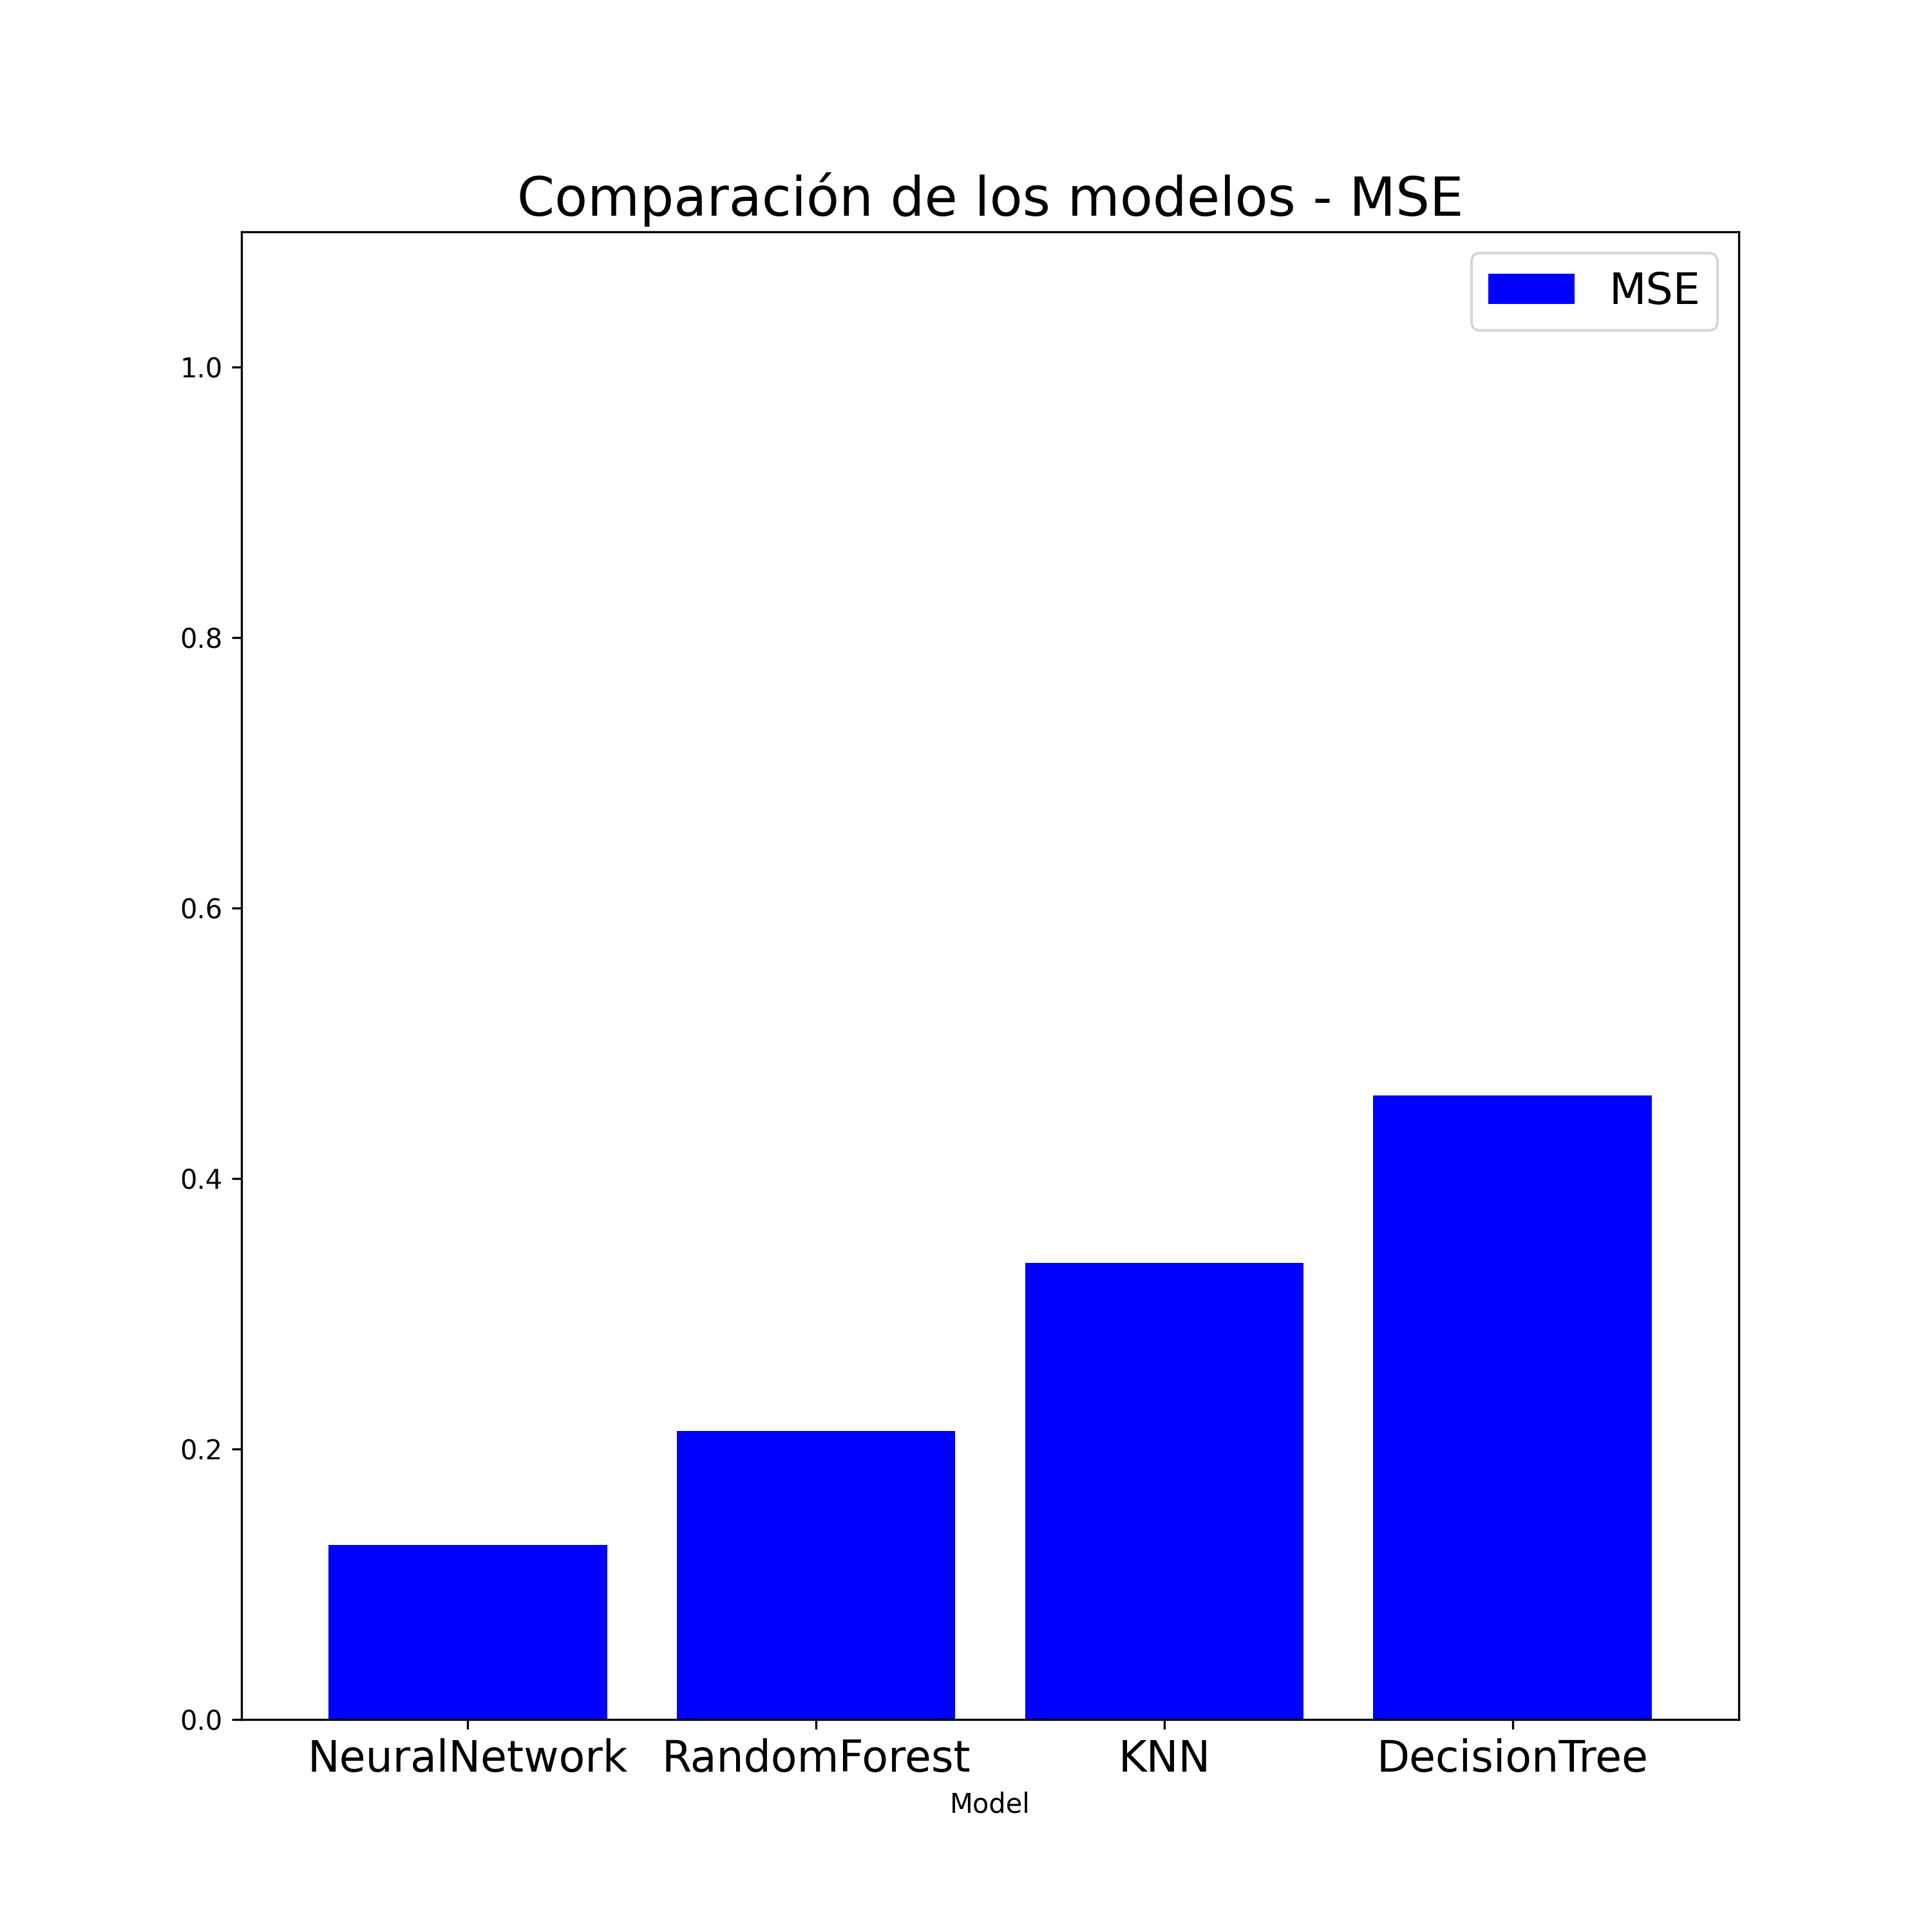 Comparación de los modelos - MSE
MSE
1.0
0.8
0.6
0.4
0.2
0.0
NeuralNetwork RandomForest KNN DecisionTree
Model